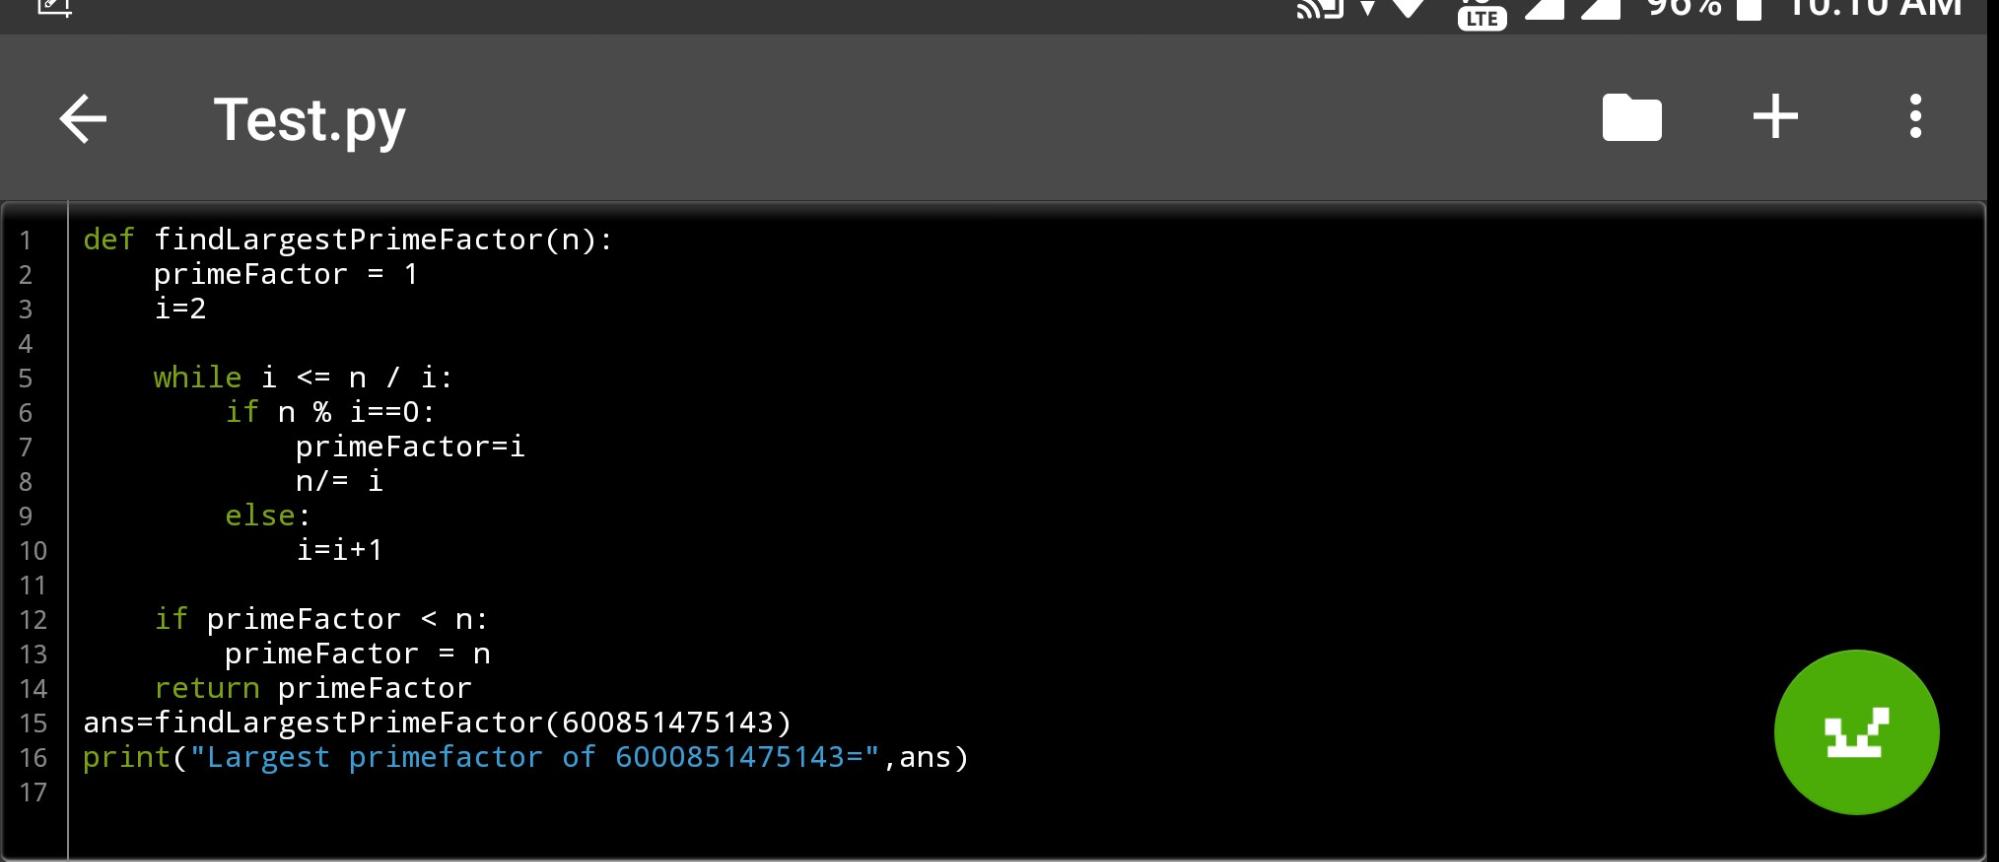 LTE 96% 10:10 AM
Test.py
1 def findLargestPrimeFactor(n):
2     primeFactor = 1
3     i=2
4
5     while i <= n / i:
6         if n % i==0:
7             primeFactor=i
8             n/= i
9         else:
10             i=i+1
11
12     if primeFactor < n:
13         primeFactor = n
14     return primeFactor
15 ans=findLargestPrimeFactor(600851475143)
16 print("Largest primefactor of 6000851475143=",ans)
17